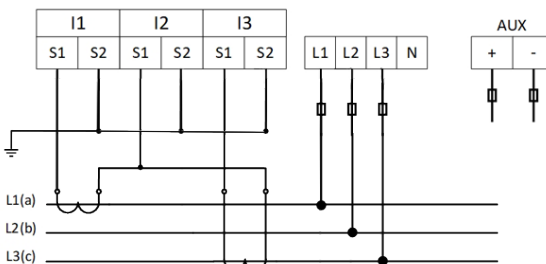 I1 I2 I3 AUX
S1 S2 S1 S2 S1 S2 L1 L2 L3 N + -
L1(a)
L2(b)
L3(c)